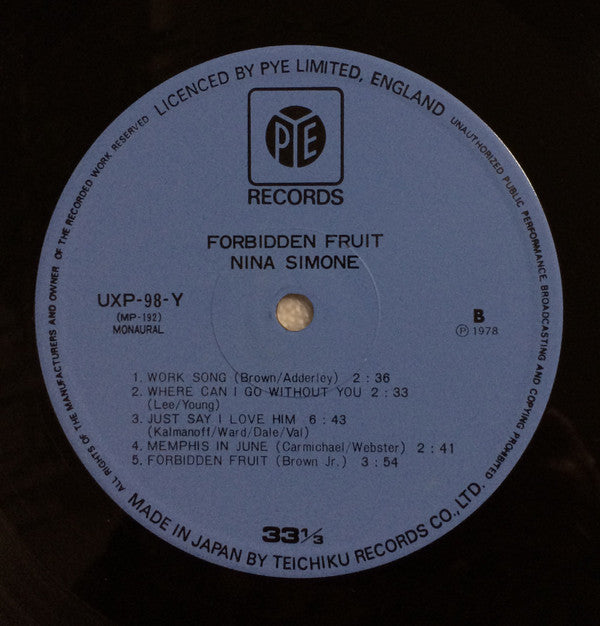 LICENCED BY PYE LIMITED, ENGLAND
UNAUTHORIZED PUBLIC PERFORMANCE, BROADCASTING AND COPYING PROHIBITED
ALL RIGHTS OF THE MANUFACTURERS AND OWNER OF THE RECORDED WORK RESERVED
PYE
RECORDS
FORBIDDEN FRUIT
NINA SIMONE
UXP-98-Y
(MP-192)
MONAURAL
B
Ⓟ 1978
1. WORK SONG (Brown/Adderley) 2 : 36
2. WHERE CAN I GO WITHOUT YOU 2 : 33
(Lee/Young)
3. JUST SAY I LOVE HIM 6 : 43
(Kalmanoff/Ward/Dale/Val)
4. MEMPHIS IN JUNE (Carmichael/Webster) 2 : 41
5. FORBIDDEN FRUIT (Brown Jr.) 3 : 54
33 1/3
MADE IN JAPAN BY TEICHIKU RECORDS CO., LTD.